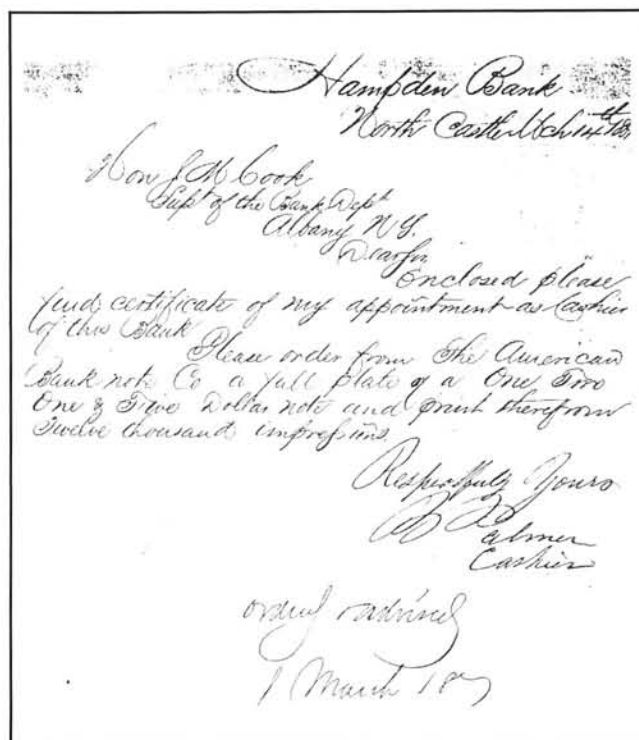 Hampden Bank
North Castle Mch 14th
Hon J M Cook
Supt of the Bank Dept
Albany N Y.
Dear Sir
Enclosed please
find certificate of my appointment as Cashier
of this Bank
Please order from the American
Bank note Co a full plate of a One Two
One & Two Dollar note and print therefrom
Twelve thousand impressions.
Respectfully Yours
Palmer
Cashier
March 18